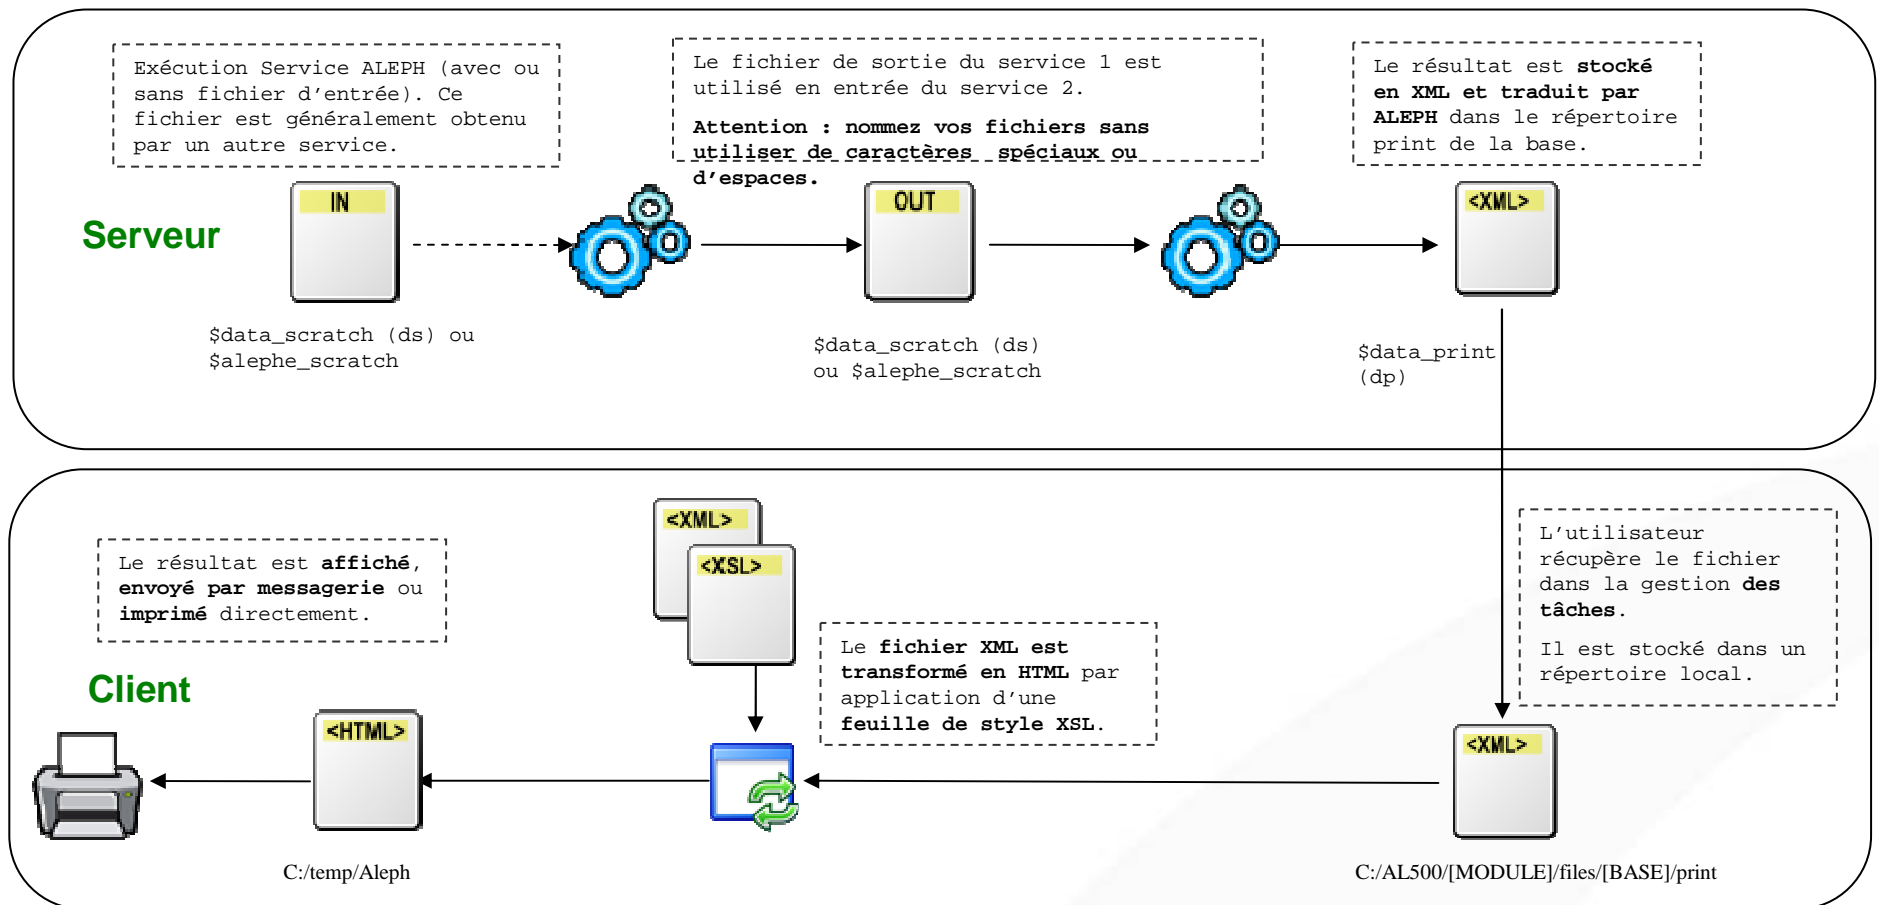 Exécution Service ALEPH (avec ou
sans fichier d'entrée). Ce
fichier est généralement obtenu
par un autre service.
Le fichier de sortie du service 1 est
utilisé en entrée du service 2.
Attention : nommez vos fichiers sans
utiliser de caractères spéciaux ou
d'espaces.
Le résultat est stocké
en XML et traduit par
ALEPH dans le répertoire
print de la base.
Serveur
IN
OUT
<XML>
$data_scratch (ds) ou
$alephe_scratch
$data_scratch (ds)
ou $alephe_scratch
$data_print
(dp)
Le résultat est affiché,
envoyé par messagerie ou
imprimé directement.
<XML>
<XSL>
L'utilisateur
récupère le fichier
dans la gestion des
tâches.
Il est stocké dans un
répertoire local.
Le fichier XML est
transformé en HTML par
application d'une
feuille de style XSL.
Client
<HTML>
<XML>
C:/temp/Aleph
C:/AL500/[MODULE]/files/[BASE]/print